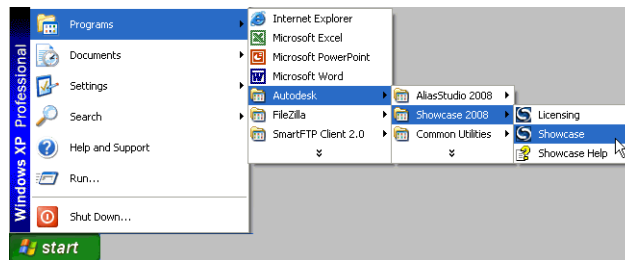 Windows XP Professional
Programs
Documents
Settings
Search
Help and Support
Run...
Shut Down...
start
Internet Explorer
Microsoft Excel
Microsoft PowerPoint
Microsoft Word
Autodesk
FileZilla
SmartFTP Client 2.0
AliasStudio 2008
Showcase 2008
Common Utilities
Licensing
Showcase
Showcase Help